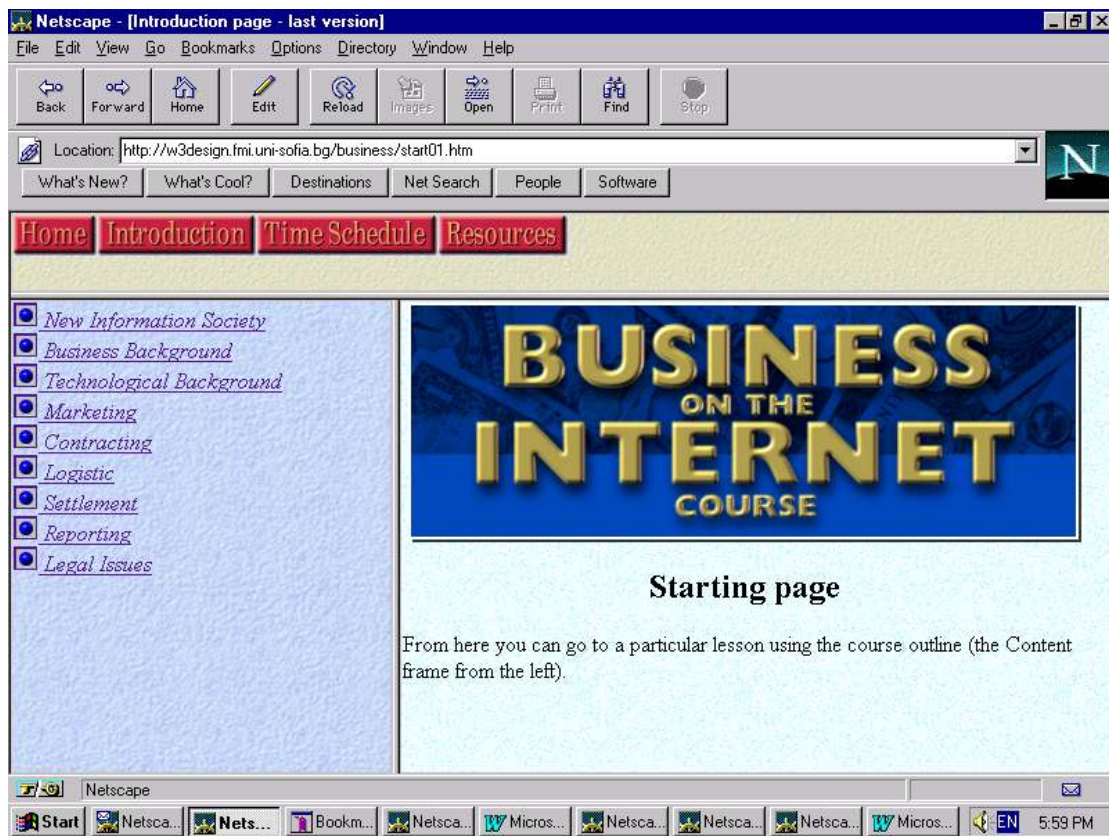 Netscape - [Introduction page - last version]
File Edit View Go Bookmarks Options Directory Window Help
Back Forward Home Edit Reload Images Open Print Find Stop
Location: http://w3design.fmi.uni-sofia.bg/business/start01.htm
N
What's New? What's Cool? Destinations Net Search People Software
Home Introduction Time Schedule Resources
New Information Society
Business Background
Technological Background
Marketing
Contracting
Logistic
Settlement
Reporting
Legal Issues
BUSINESS
ON THE
INTERNET
COURSE
Starting page
From here you can go to a particular lesson using the course outline (the Content
frame from the left).
Netscape
Start Netsca... Nets... Bookm... Netsca... Micros... Netsca... Netsca... Netsca... Micros... EN 5:59 PM